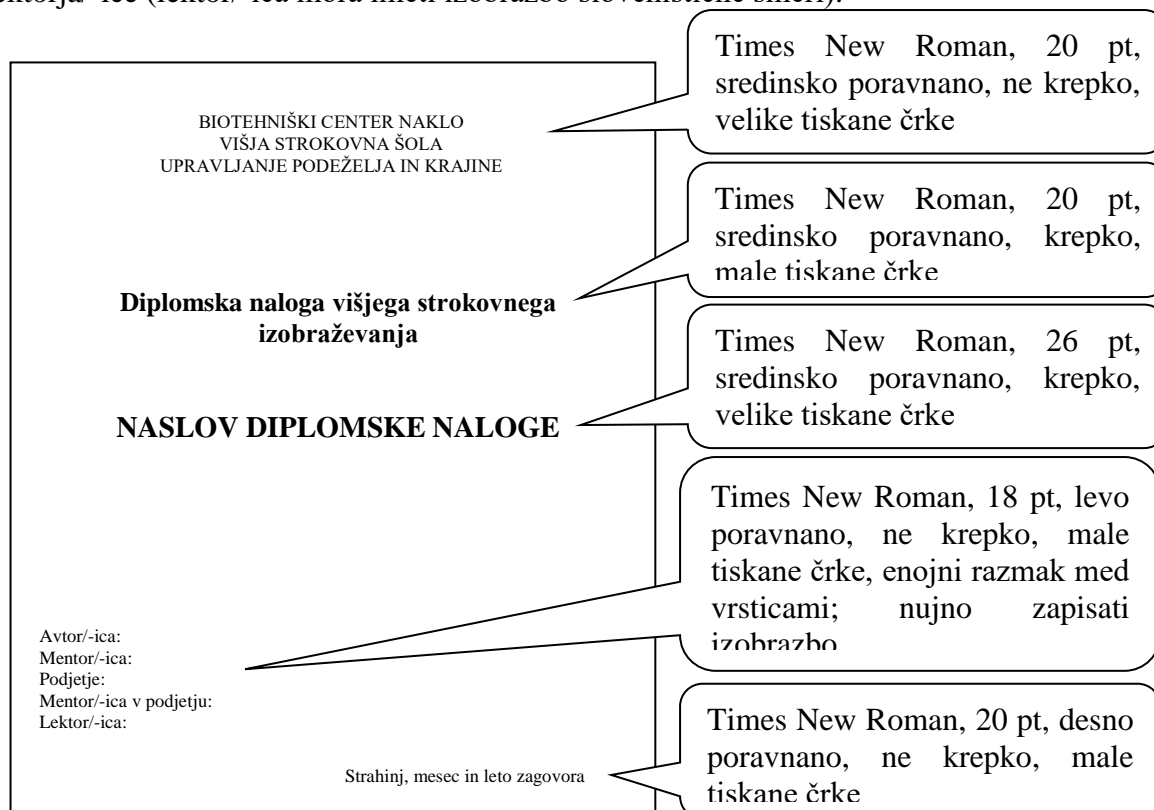 (lektor/-ica mora imeti izobrazbo slovenistične smeri).
BIOTEHNIŠKI CENTER NAKLO
VIŠJA STROKOVNA ŠOLA
UPRAVLJANJE PODEŽELJA IN KRAJINE
Times New Roman, 20 pt,
sredinsko poravnano, ne krepko,
velike tiskane črke
Diplomska naloga višjega strokovnega
izobraževanja
Times New Roman, 20 pt,
sredinsko poravnano, krepko,
male tiskane črke
NASLOV DIPLOMSKE NALOGE
Times New Roman, 26 pt,
sredinsko poravnano, krepko,
velike tiskane črke
Avtor/-ica:
Mentor/-ica:
Podjetje:
Mentor/-ica v podjetju:
Lektor/-ica:
Times New Roman, 18 pt, levo
poravnano, ne krepko, male
tiskane črke, enojni razmak med
vrsticami; nujno zapisati
izobrazbo
Strahinj, mesec in leto zagovora
Times New Roman, 20 pt, desno
poravnano, ne krepko, male
tiskane črke